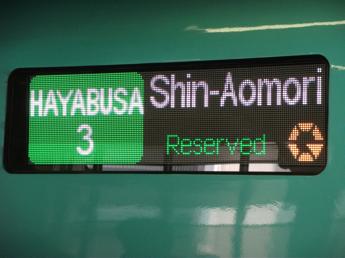 HAYABUSA
3
Shin-Aomori
Reserved
G